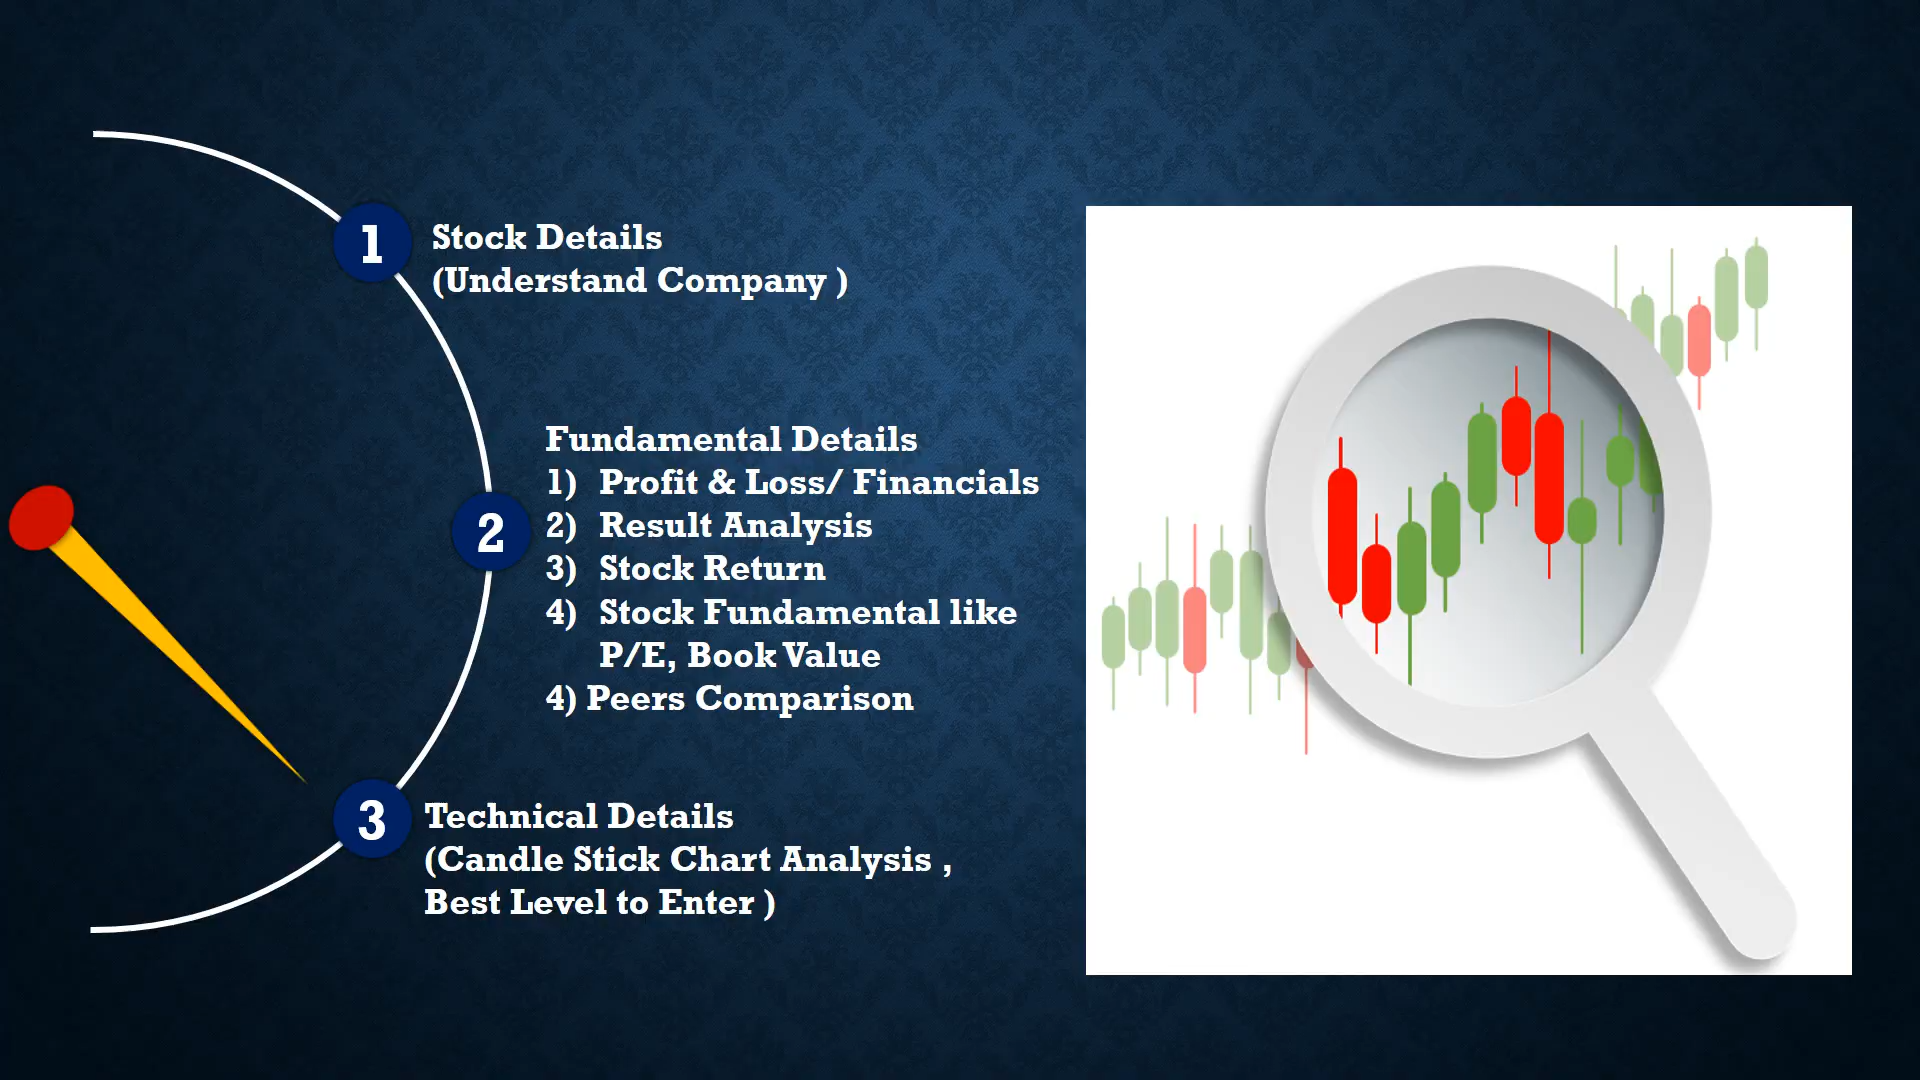 1
Stock Details
(Understand Company )
2
Fundamental Details
1) Profit & Loss/ Financials
2) Result Analysis
3) Stock Return
4) Stock Fundamental like
P/E, Book Value
4) Peers Comparison
3
Technical Details
(Candle Stick Chart Analysis ,
Best Level to Enter )